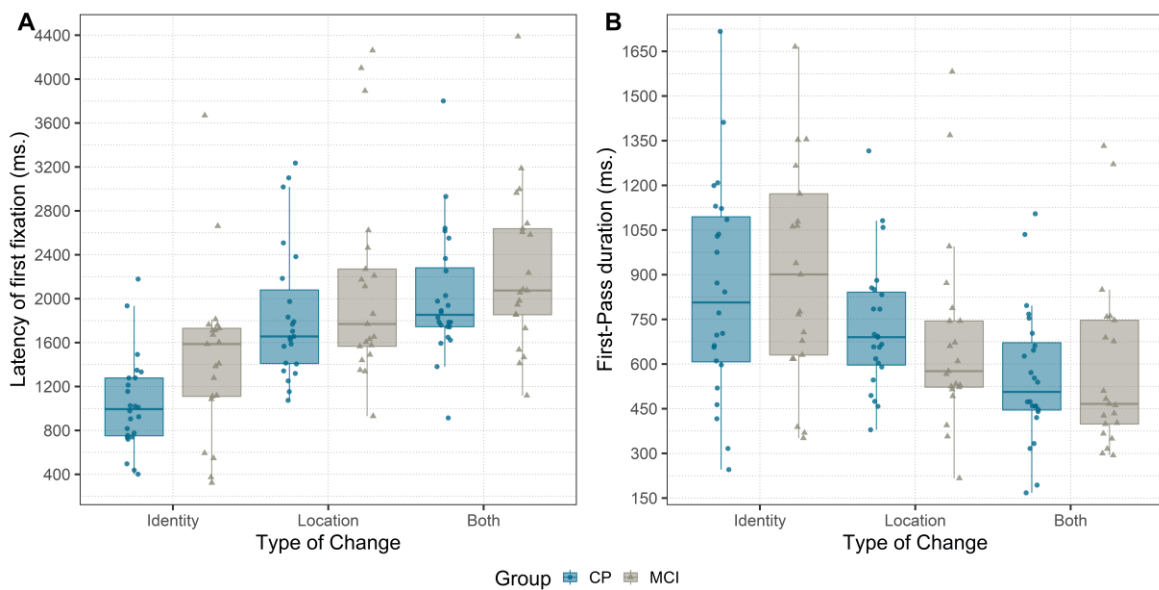 A
Latency of first fixation (ms.)
4400
4000
3600
3200
2800
2400
2000
1600
1200
800
400
Identity
Location
Both
Type of Change
B
First-Pass duration (ms.)
1650
1500
1350
1200
1050
900
750
600
450
300
150
Identity
Location
Both
Type of Change
Group CP MCI